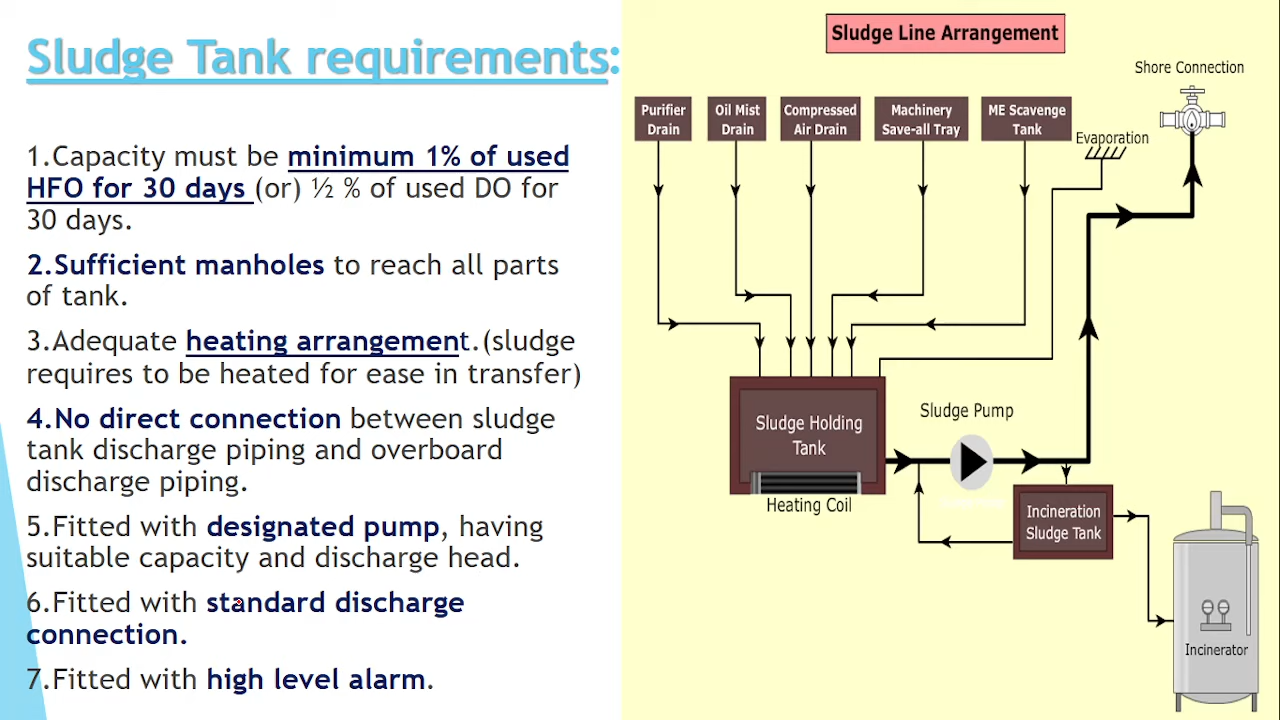 Sludge Tank requirements:
1.Capacity must be minimum 1% of used
HFO for 30 days (or) ½ % of used DO for
30 days.
2.Sufficient manholes to reach all parts
of tank.
3.Adequate heating arrangement.(sludge
requires to be heated for ease in transfer)
4.No direct connection between sludge
tank discharge piping and overboard
discharge piping.
5.Fitted with designated pump, having
suitable capacity and discharge head.
6.Fitted with standard discharge
connection.
7.Fitted with high level alarm.
Sludge Line Arrangement
Shore Connection
Purifier
Drain
Oil Mist
Drain
Compressed
Air Drain
Machinery
Save-all Tray
ME Scavenge
Tank
Evaporation
Sludge Holding
Tank
Heating Coil
Sludge Pump
Incineration
Sludge Tank
Incinerator